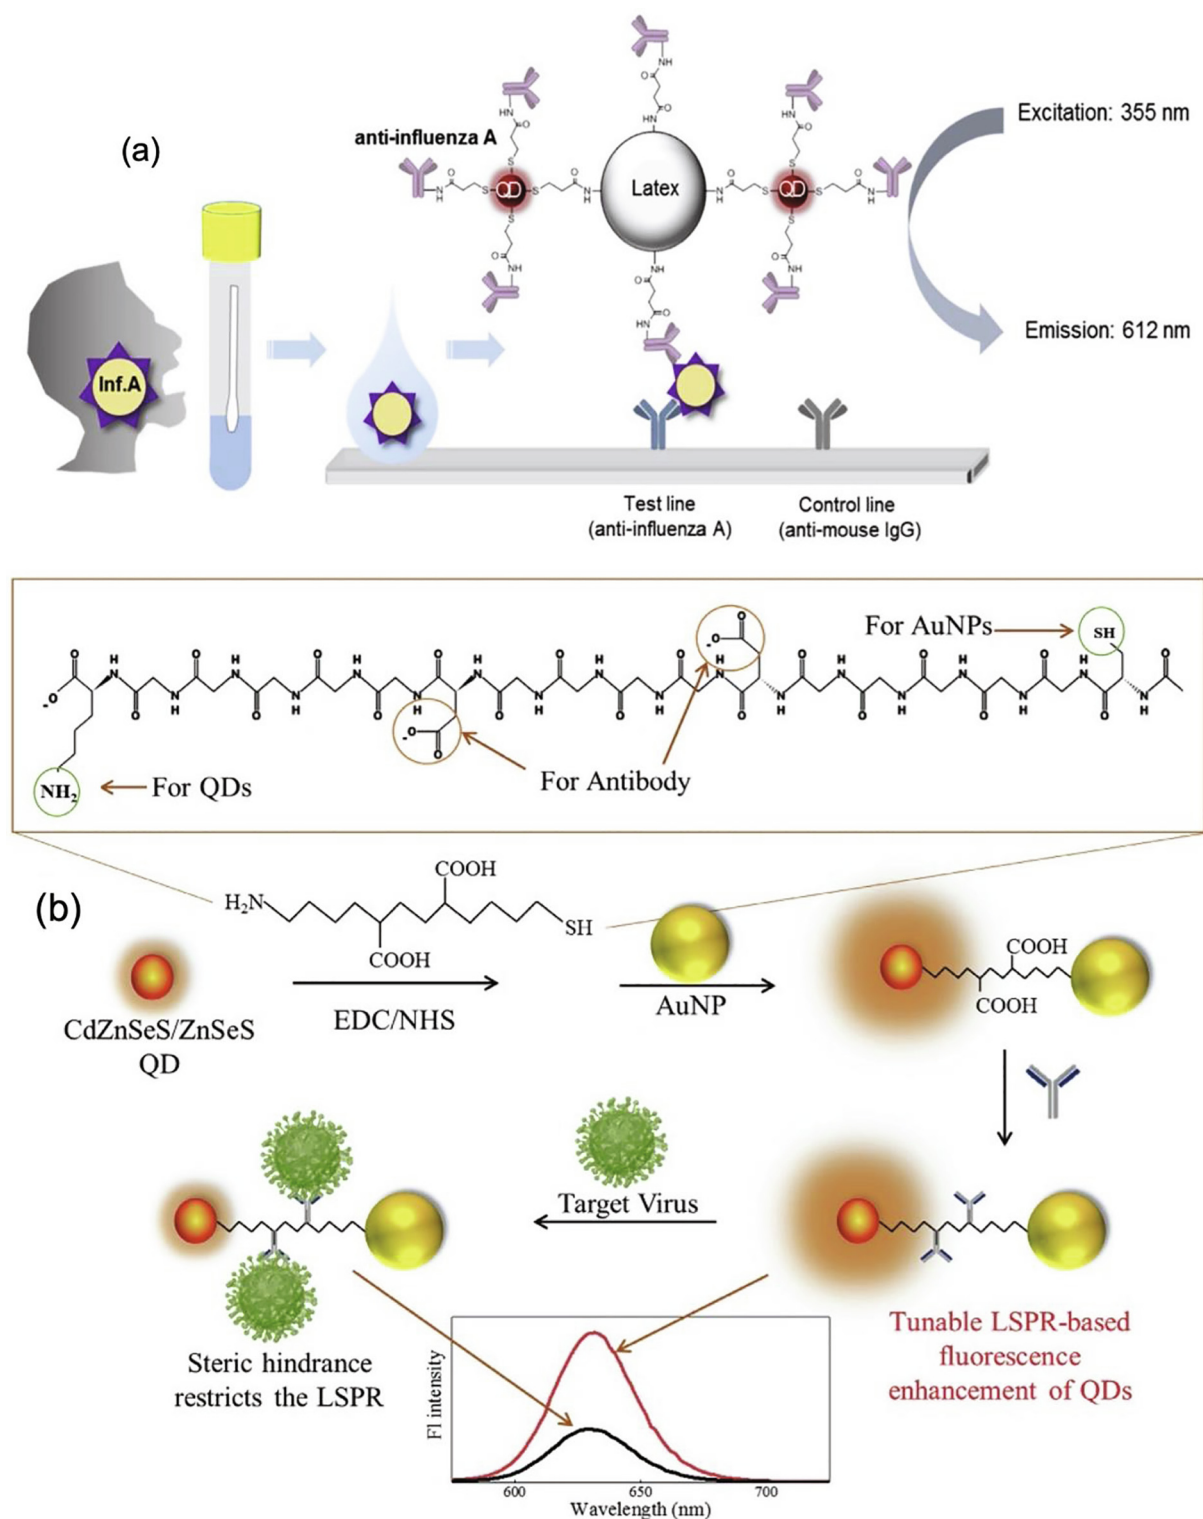 (a)
anti-influenza A
QD
Latex
QD
Excitation: 355 nm
Emission: 612 nm
Inf.A
Test line
(anti-influenza A)
Control line
(anti-mouse IgG)
For AuNPs
SH
For Antibody
For QDs
NH2
(b)
H2N
COOH
COOH
SH
CdZnSeS/ZnSeS
QD
EDC/NHS
AuNP
COOH
COOH
Target Virus
Steric hindrance
restricts the LSPR
Tunable LSPR-based
fluorescence
enhancement of QDs
Fl intensity
600
650
700
Wavelength (nm)